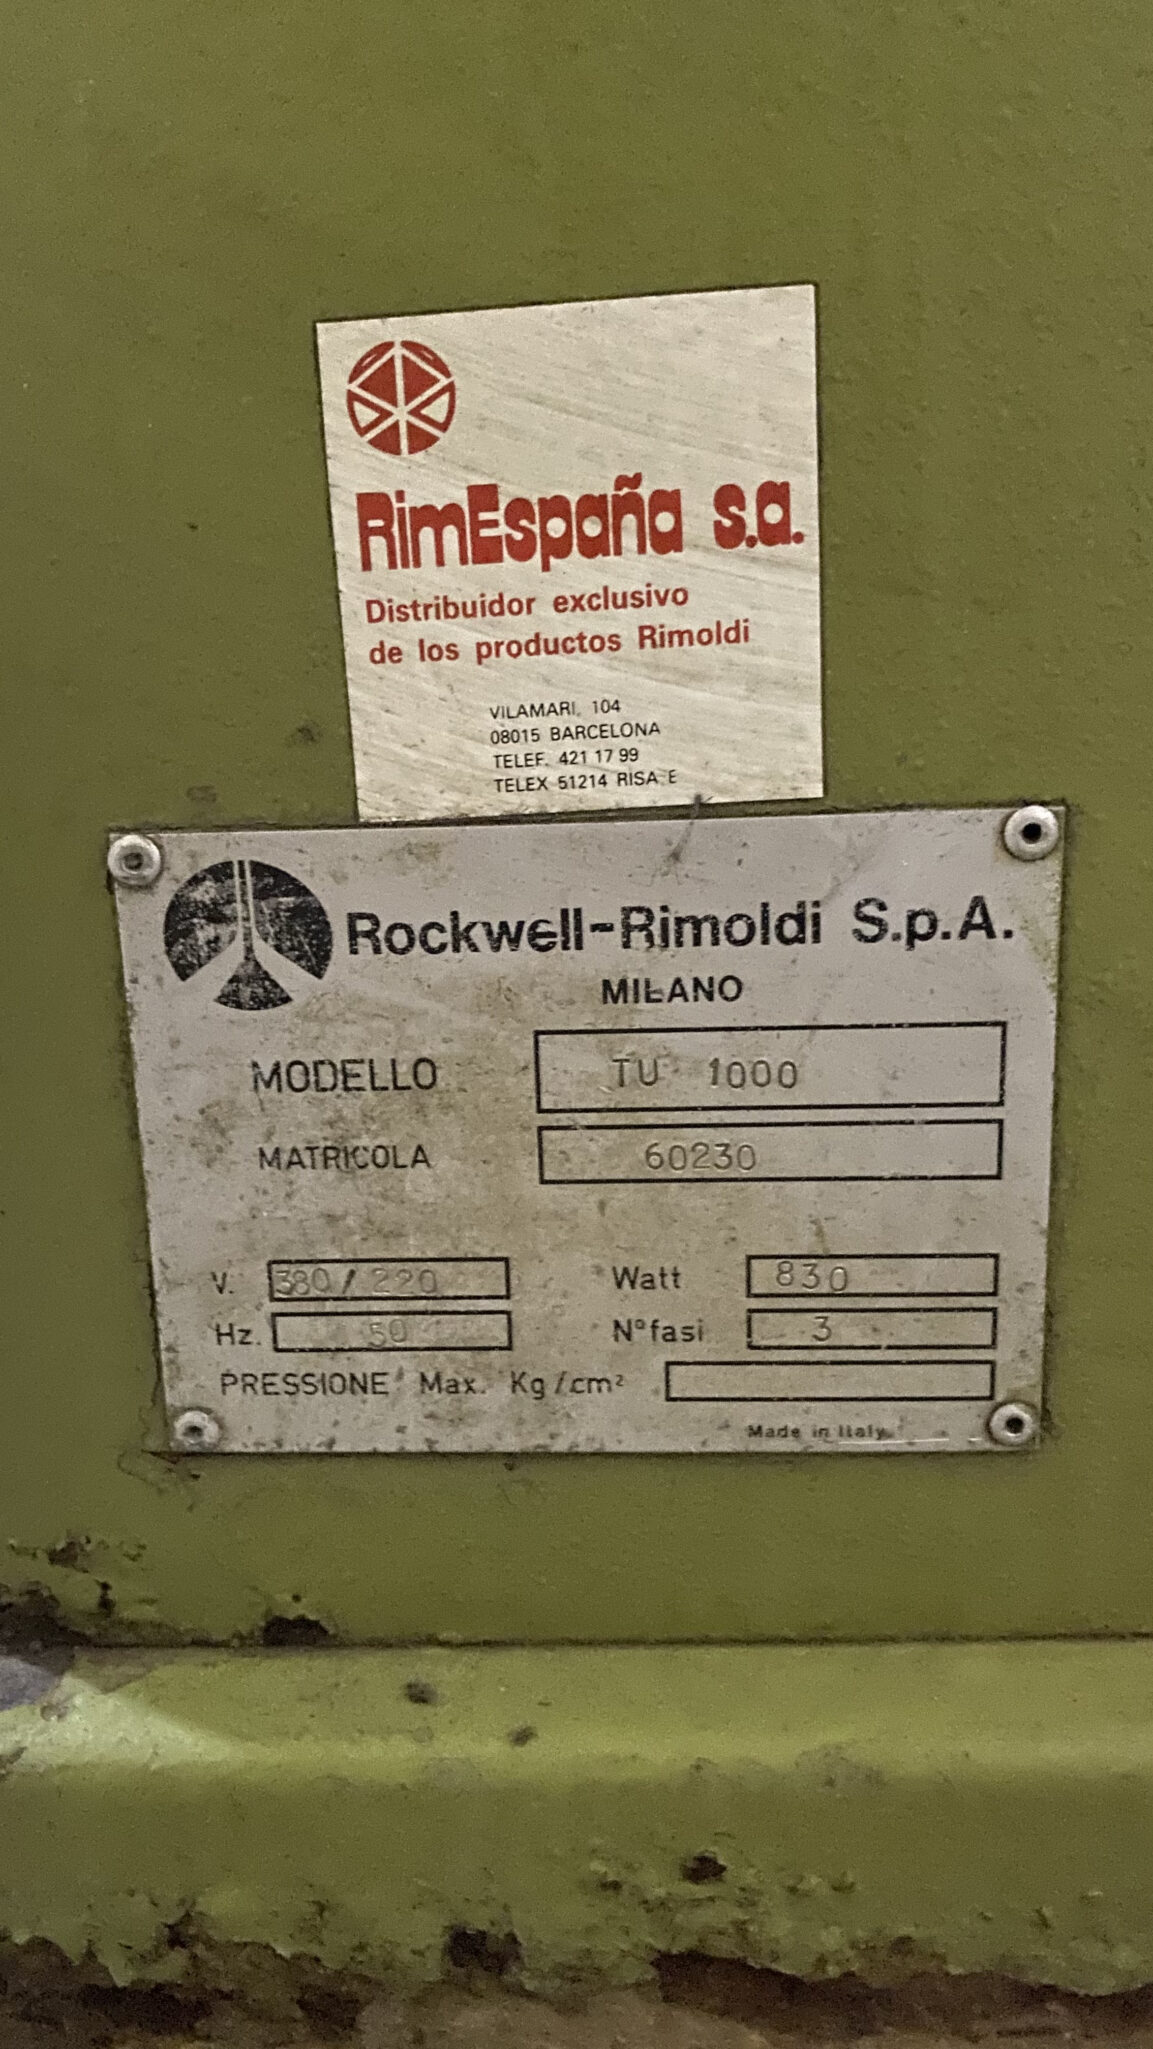 RimEspaña s.a.
Distribuidor exclusivo
de los productos Rimoldi
VILAMARI, 104
08015 BARCELONA
TELEF. 421 17 99
TELEX 51214 RISA E
Rockwell-Rimoldi S.p.A.
MILANO
MODELLO TU 1000
MATRICOLA 60230
V. 380/220 Watt 830
Hz. 50 N° fasi 3
PRESSIONE Max. Kg/cm²
Made in Italy